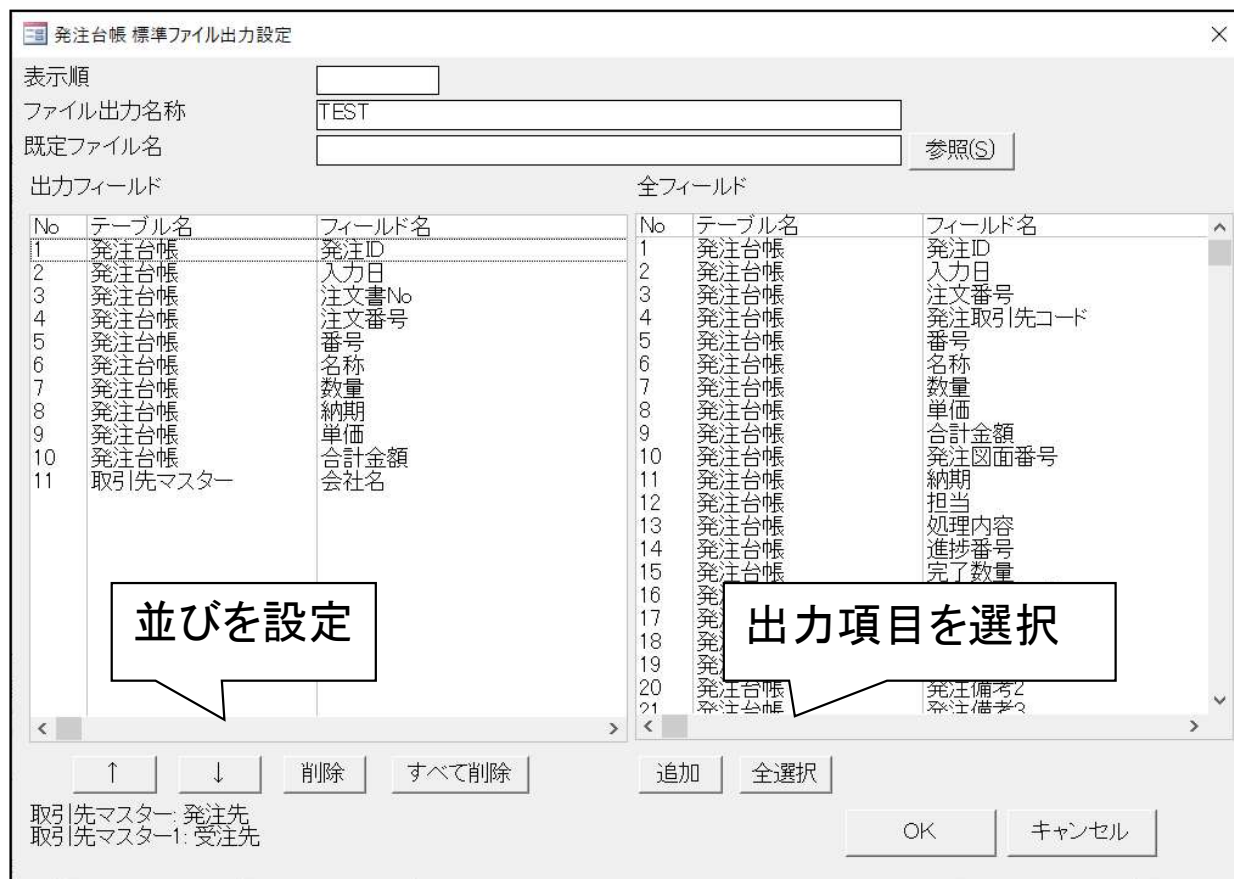 発注台帳 標準ファイル出力設定
表示順
ファイル出力名称 TEST
既定ファイル名 参照(S)
出力フィールド
No テーブル名 フィールド名
1 発注台帳 発注ID
2 発注台帳 入力日
3 発注台帳 注文書No
4 発注台帳 注文番号
5 発注台帳 番号
6 発注台帳 名称
7 発注台帳 数量
8 発注台帳 納期
9 発注台帳 単価
10 発注台帳 合計金額
11 取引先マスター 会社名
並びを設定
↑ ↓ 削除 すべて削除
全フィールド
No テーブル名 フィールド名
1 発注台帳 発注ID
2 発注台帳 入力日
3 発注台帳 注文番号
4 発注台帳 発注取引先コード
5 発注台帳 番号
6 発注台帳 名称
7 発注台帳 数量
8 発注台帳 単価
9 発注台帳 合計金額
10 発注台帳 発注図面番号
11 発注台帳 納期
12 発注台帳 担当
13 発注台帳 処理内容
14 発注台帳 進捗番号
15 発注台帳 完了数量
16 発
17 発
18 発
19 発
20 発注台帳 発注備考2
21 発注台帳 発注備考3
出力項目を選択
追加 全選択
取引先マスター: 発注先
取引先マスター1: 受注先
OK キャンセル